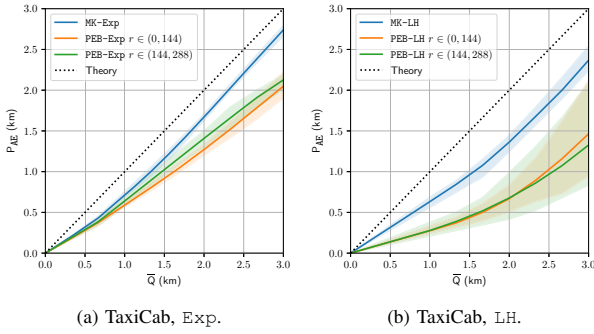 3.0
2.5
2.0
1.5
1.0
0.5
0.0
P_AE (km)
MK-Exp
PEB-Exp r ∈ (0, 144)
PEB-Exp r ∈ (144, 288)
Theory
0.0 0.5 1.0 1.5 2.0 2.5 3.0
Q̅ (km)
(a) TaxiCab, Exp.
3.0
2.5
2.0
1.5
1.0
0.5
0.0
P_AE (km)
MK-LH
PEB-LH r ∈ (0, 144)
PEB-LH r ∈ (144, 288)
Theory
0.0 0.5 1.0 1.5 2.0 2.5 3.0
Q̅ (km)
(b) TaxiCab, LH.